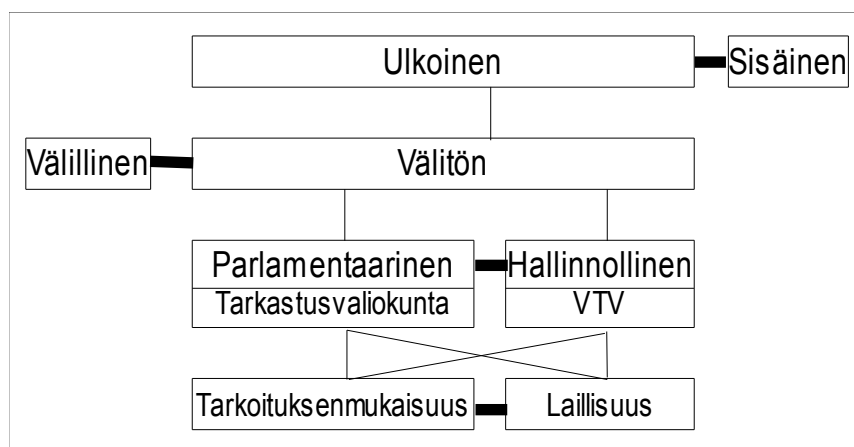 Ulkoinen
Sisäinen
Välillinen
Välitön
Parlamentaarinen
Hallinnollinen
Tarkastusvaliokunta
VTV
Tarkoituksenmukaisuus
Laillisuus